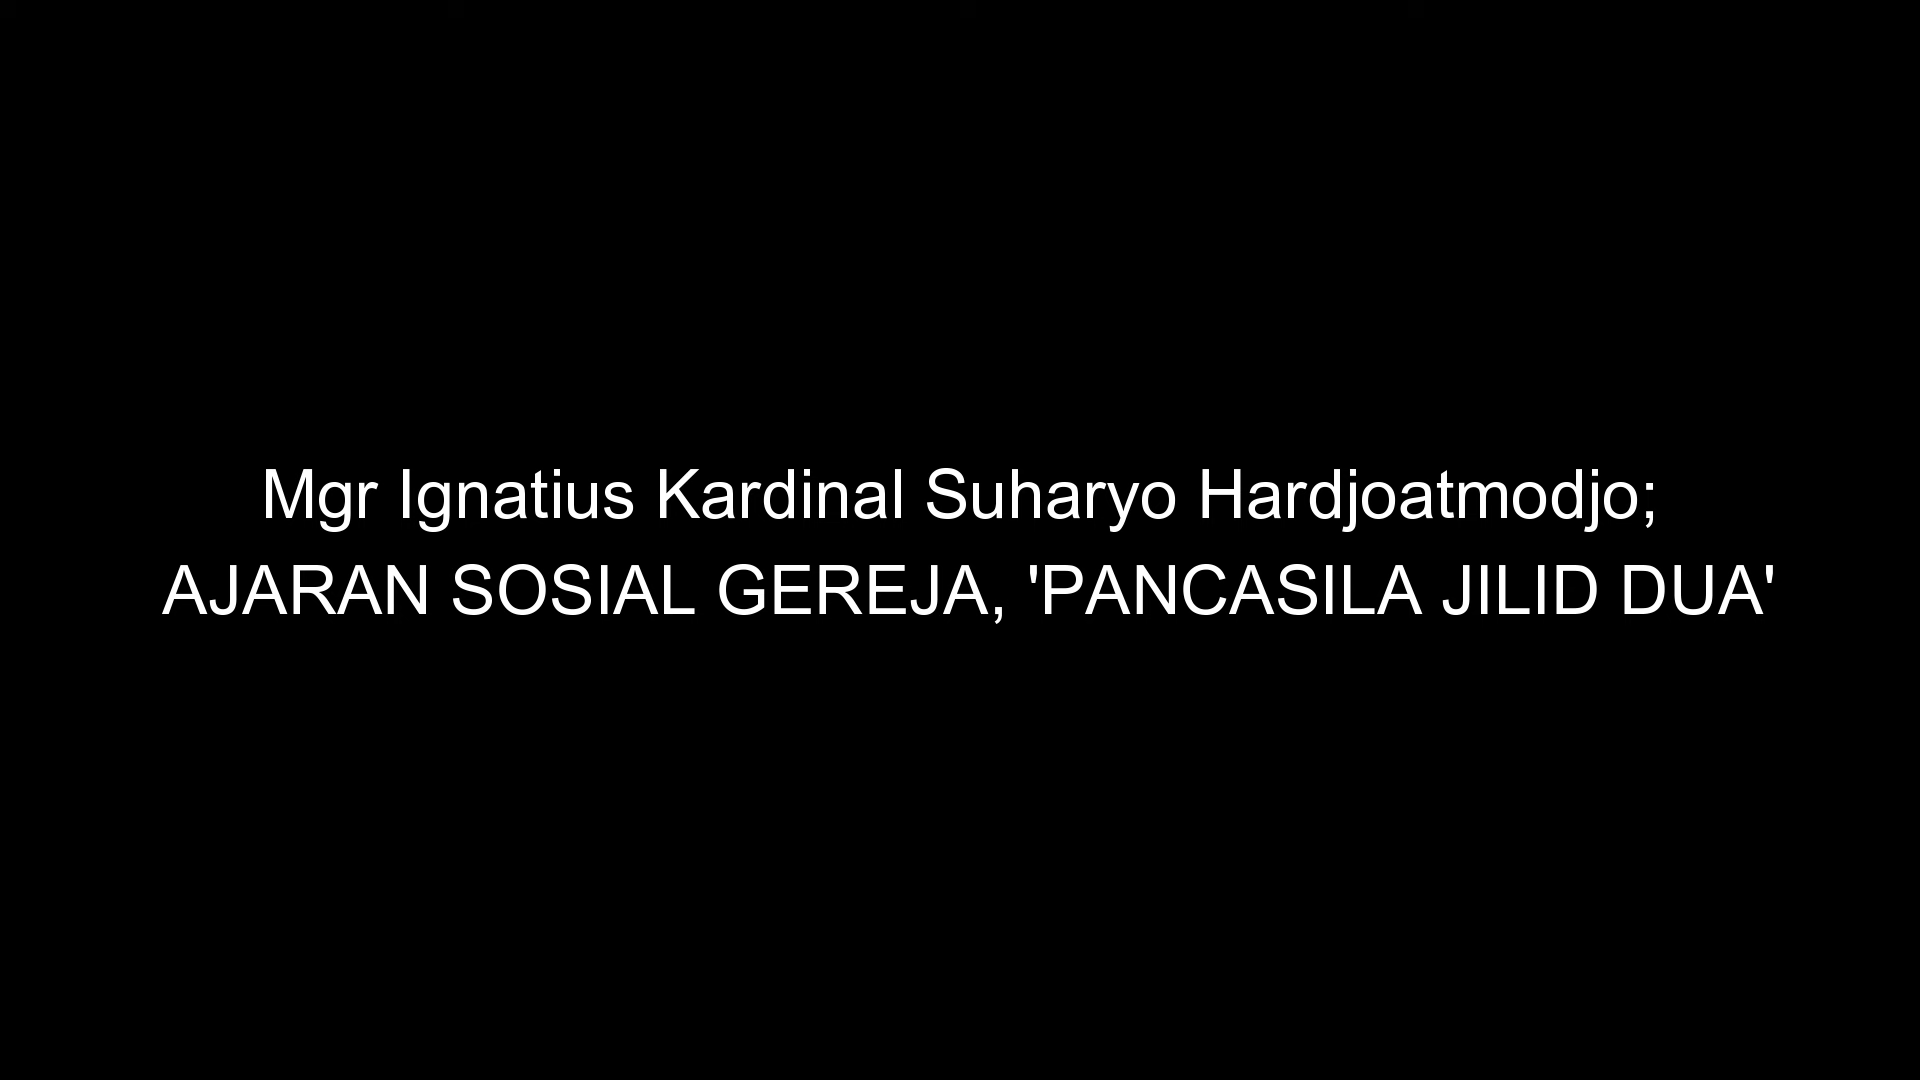 Mgr Ignatius Kardinal Suharyo Hardjoatmodjo;
AJARAN SOSIAL GEREJA, 'PANCASILA JILID DUA'